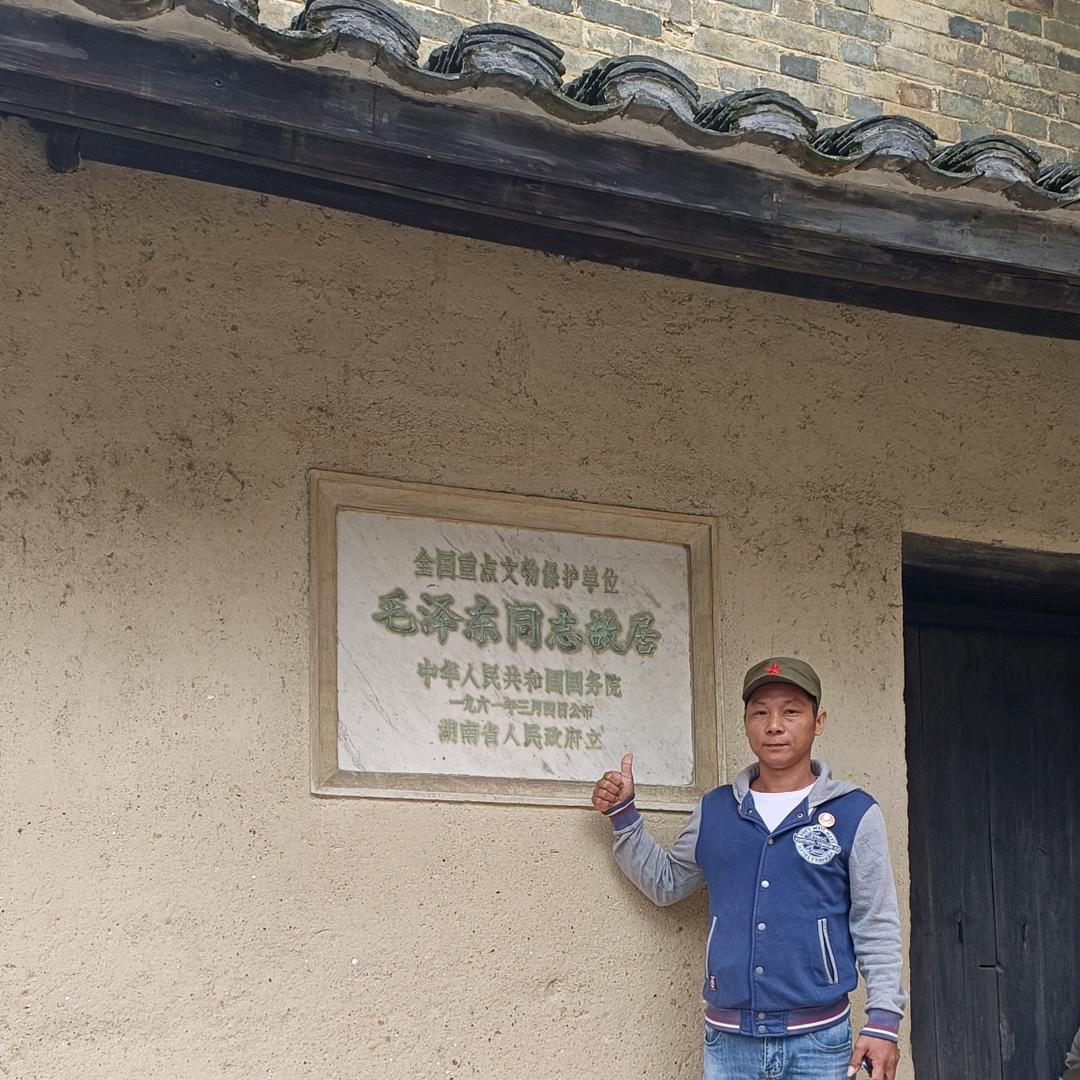 全国重点文物保护单位
毛泽东同志故居
中华人民共和国国务院
一九六一年三月四日公布
湖南省人民政府立